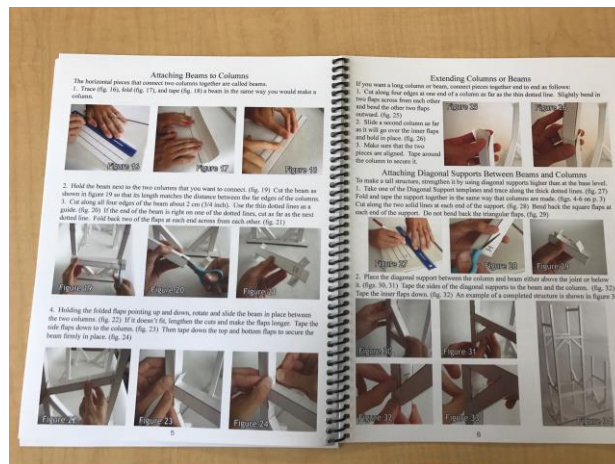 Attaching Beams to Columns
The horizontal pieces that connect two columns together are called beams.
1. Trace (fig. 16), fold (fig. 17), and tape (fig. 18) a beam in the same way you would make a
column.
Figure 16
Figure 17
Figure 18
2. Hold the beam next to the two columns that you want to connect. (fig. 19) Cut the beam as
shown in figure 19 so that its length matches the distance between the far edges of the columns.
3. Cut along all four edges of the beam about 2 cm (3/4 inch). Use the thin dotted lines as a
guide. (fig. 20) If the end of the beam is right on one of the dotted lines, cut as far as the next
dotted line. Fold back two of the flaps at each end across from each other. (fig. 21)
Figure 19
Figure 20
4. Holding the folded flaps pointing up and down, rotate and slide the beam in place between
the two columns. (fig. 22) If it doesn't fit, lengthen the cuts and make the flaps longer. Tape the
side flaps down to the column. (fig. 23) Then tape down the top and bottom flaps to secure the
beam firmly in place. (fig. 24)
Figure 23
Figure 24
5
Extending Columns or Beams
If you want a long column or beam, connect pieces together end to end as follows:
1. Cut along four edges at one end of a column as far as the thin dotted line. Slightly bend in
two flaps across from each other
and bend the other two flaps
outward. (fig. 25)
2. Slide a second column as far
as it will go over the inner flaps
and hold in place. (fig. 26)
3. Make sure that the two
pieces are aligned. Tape around
the column to secure it.
Figure 25
Attaching Diagonal Supports Between Beams and Columns
To make a tall structure, strengthen it by using diagonal supports higher than at the base level.
1. Take one of the Diagonal Support templates and trace along the thick dotted lines. (fig. 27)
Fold and tape the support together in the same way that columns are made. (figs. 4-6 on p. 3)
Cut along the two solid lines at each end of the support. (fig. 28) Bend back the square flaps at
each end of the support. Do not bend back the triangular flaps. (fig. 29)
Figure 27
2. Place the diagonal support between the column and beam either above the joint or below
it. (figs. 30, 31) Tape the sides of the diagonal supports to the beam and the column. (fig. 32)
Tape the inner flaps down. (fig. 32) An example of a completed structure is shown in figure
Figure 31
Figure 32
6